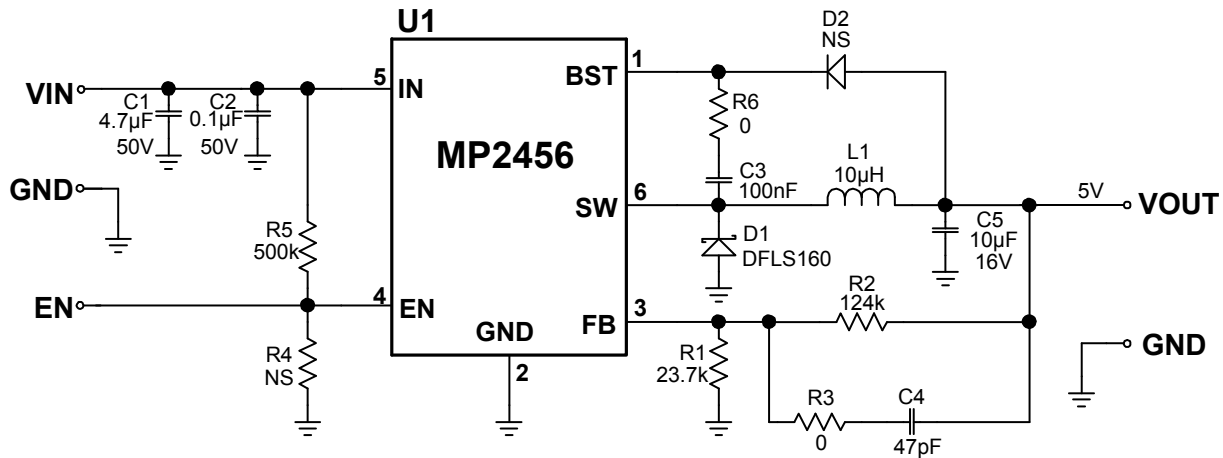 U1
D2
NS
1
BST
5
IN
VIN
C1
4.7µF
50V
C2
0.1µF
50V
R6
0
MP2456
L1
10µH
C3
100nF
GND
6
SW
5V
VOUT
R5
500k
D1
DFLS160
C5
10µF
16V
R2
124k
EN
4
EN
3
FB
GND
2
R1
23.7k
GND
R4
NS
R3
0
C4
47pF